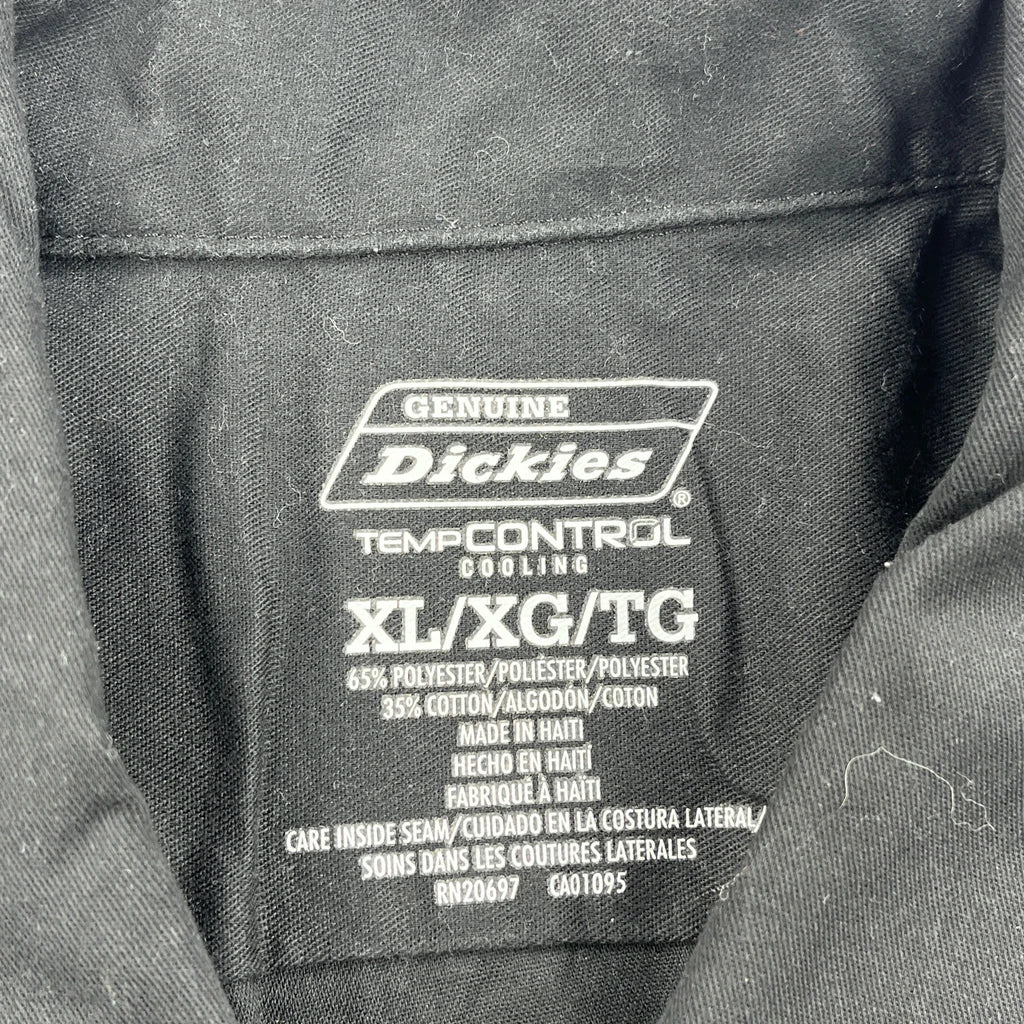 GENUINE
Dickies®
TEMPCONTROL
COOLING
XL/XG/TG
65% POLYESTER/POLIÉSTER/POLYESTER
35% COTTON/ALGODÓN/COTON
MADE IN HAITI
HECHO EN HAITÍ
FABRIQUÉ À HAÏTI
CARE INSIDE SEAM/CUIDADO EN LA COSTURA LATERAL/
SOINS DANS LES COUTURES LATERALES
RN20697 CA01095